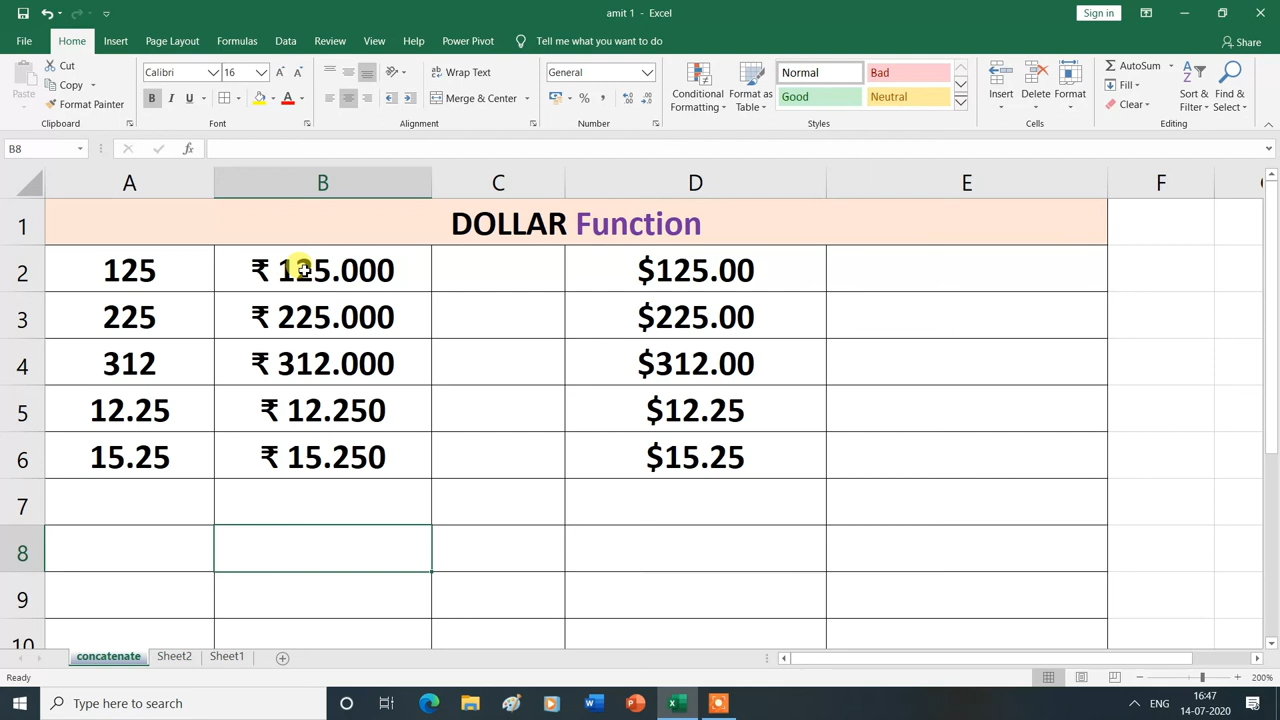 amit 1 - Excel
Sign in
File Home Insert Page Layout Formulas Data Review View Help Power Pivot Tell me what you want to do Share
Paste
Cut
Copy
Format Painter
Clipboard
Calibri 16
B I U A
Font
Wrap Text
Merge & Center
Alignment
General
% ,
Number
Conditional Formatting
Format as Table
Normal Bad
Good Neutral
Styles
Insert Delete Format
Cells
AutoSum
Fill
Clear
Sort & Filter
Find & Select
Editing
B8 fx
A B C D E F
1 DOLLAR Function
2 125 ₹ 125.000 $125.00
3 225 ₹ 225.000 $225.00
4 312 ₹ 312.000 $312.00
5 12.25 ₹ 12.250 $12.25
6 15.25 ₹ 15.250 $15.25
7
8
9
10
concatenate Sheet2 Sheet1
Ready 200%
Type here to search
ENG
16:47
14-07-2020